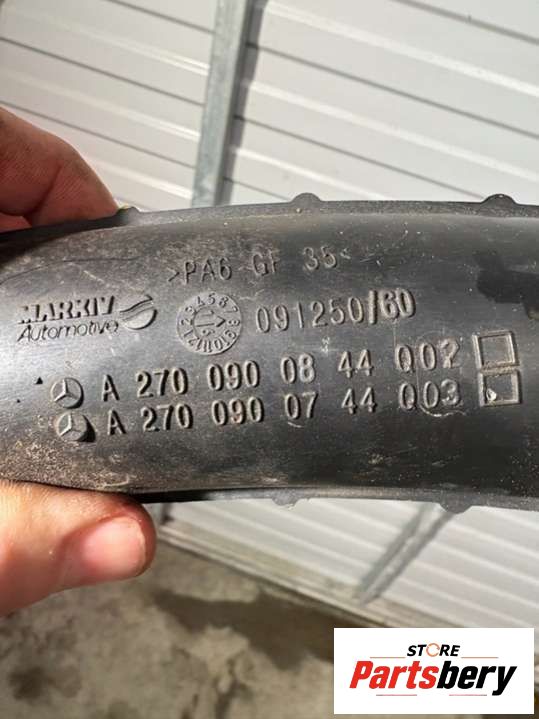 >PA6 GF 35<
MARKIV
Automotive
091250/60
A 270 090 08 44 Q02
A 270 090 07 44 Q03
STORE
Partsbery